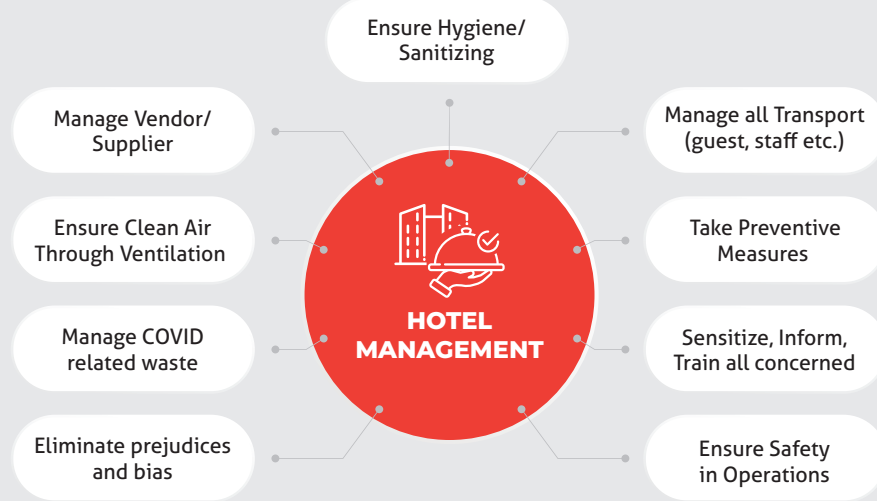 Ensure Hygiene/
Sanitizing
Manage Vendor/
Supplier
Manage all Transport
(guest, staff etc.)
Ensure Clean Air
Through Ventilation
Take Preventive
Measures
HOTEL
MANAGEMENT
Manage COVID
related waste
Sensitize, Inform,
Train all concerned
Eliminate prejudices
and bias
Ensure Safety
in Operations